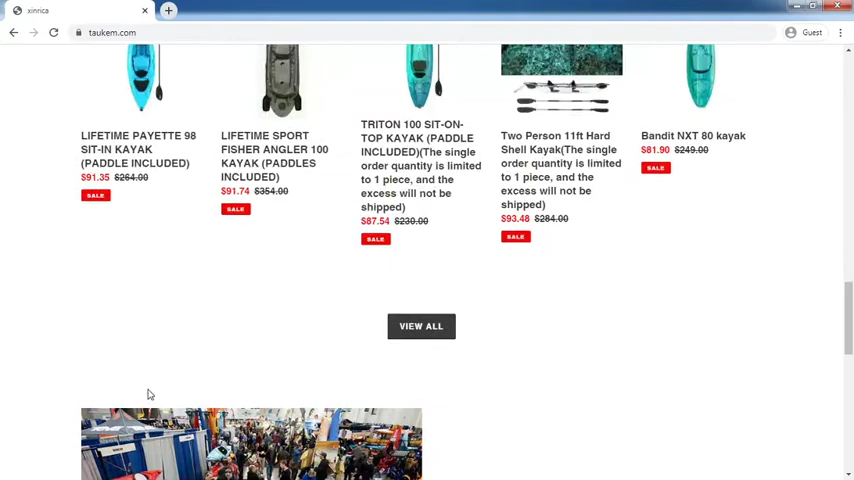 xinrica
taukem.com
Guest
LIFETIME PAYETTE 98
SIT-IN KAYAK
(PADDLE INCLUDED)
$91.35 $264.00
SALE
LIFETIME SPORT
FISHER ANGLER 100
KAYAK (PADDLES
INCLUDED)
$91.74 $354.00
SALE
TRITON 100 SIT-ON-
TOP KAYAK (PADDLE
INCLUDED)(The single
order quantity is limited
to 1 piece, and the
excess will not be
shipped)
$87.54 $230.00
SALE
Two Person 11ft Hard
Shell Kayak(The single
order quantity is limited
to 1 piece, and the
excess will not be
shipped)
$93.48 $284.00
SALE
Bandit NXT 80 kayak
$81.90 $249.00
SALE
VIEW ALL